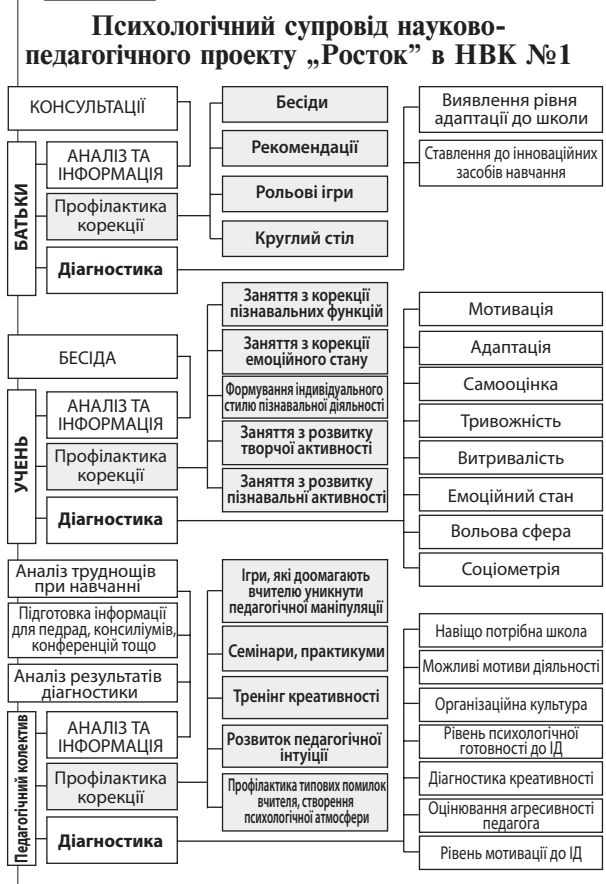 Психологічний супровід науково-
педагогічного проекту „Росток” в НВК №1
КОНСУЛЬТАЦІЇ
АНАЛІЗ ТА
ІНФОРМАЦІЯ
Профілактика
корекції
Діагностика
БАТЬКИ
Бесіди
Рекомендації
Рольові ігри
Круглий стіл
Виявлення рівня
адаптації до школи
Ставлення до інноваційних
засобів навчання
БЕСІДА
АНАЛІЗ ТА
ІНФОРМАЦІЯ
Профілактика
корекції
Діагностика
УЧЕНЬ
Заняття з корекції
пізнавальних функцій
Заняття з корекції
емоційного стану
Формування індивідуального
стилю пізнавальної діяльності
Заняття з розвитку
творчої активності
Заняття з розвитку
пізнавальні активності
Мотивація
Адаптація
Самооцінка
Тривожність
Витривалість
Емоційний стан
Вольова сфера
Соціометрія
Аналіз труднощів
при навчанні
Підготовка інформації
для педрад, консиліумів,
конференцій тощо
Аналіз результатів
діагностики
АНАЛІЗ ТА
ІНФОРМАЦІЯ
Профілактика
корекції
Діагностика
Педагогічний колектив
Ігри, які доомагають
вчителю уникнути
педагогічної маніпуляції
Семінари, практикуми
Тренінг креативності
Розвиток педагогічної
інтуіції
Профілактика типових помилок
вчителя, створення
психологічної атмосфери
Навіщо потрібна школа
Можливі мотиви діяльності
Організаційна культура
Рівень психологічної
готовності до ІД
Діагностика креативності
Оцінювання агресивності
педагога
Рівень мотивації до ІД